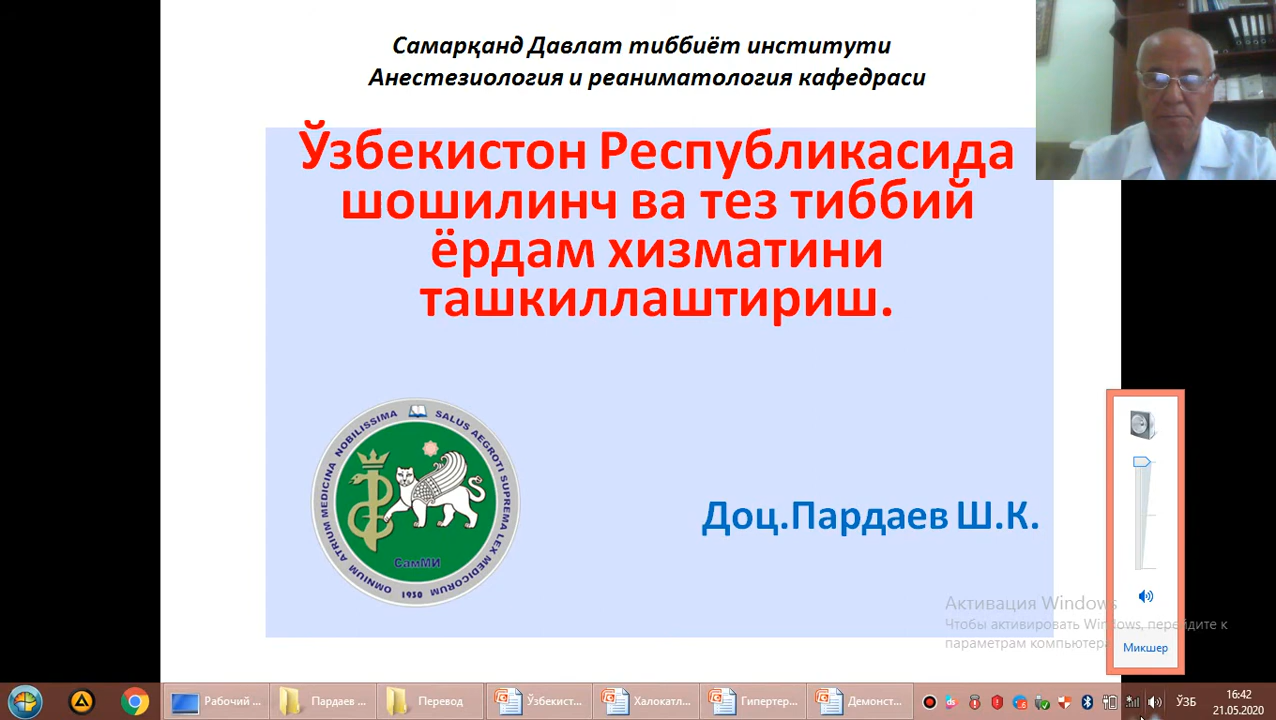 Самарқанд Давлат тиббиёт институти
Анестезиология и реаниматология кафедраси
Ўзбекистон Республикасида
шошилинч ва тез тиббий
ёрдам хизматини
ташкиллаштириш.
OMNIUM ATRIUM MEDICINA NOBILISSIMA
SALUS AEGROTI SUPREMA LEX MEDICORUM
СамМИ
1930
Доц.Пардаев Ш.К.
Активация Windows
Чтобы активировать Windows, перейдите к
параметрам компьютера
Микшер
Рабочий ...
Пардаев ...
Перевод
Ўзбекист...
Халокатл...
Гипертер...
Демонст...
ЎЗБ
16:42
21.05.2020